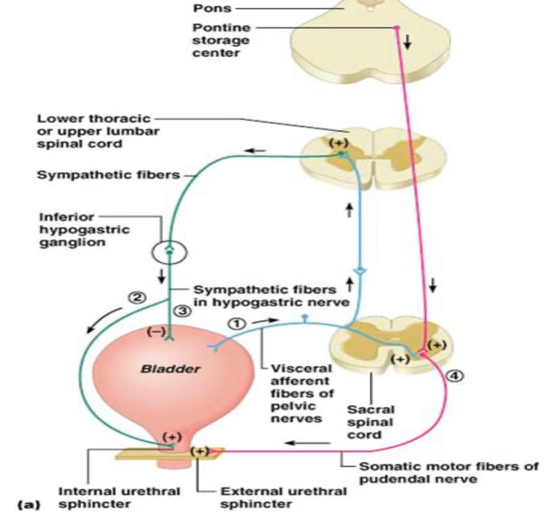 Pons
Pontine
storage
center
Lower thoracic
or upper lumbar
spinal cord
(+)
Sympathetic fibers
Inferior
hypogastric
ganglion
Sympathetic fibers
in hypogastric nerve
②
③
①
(–)
(+)
(+)
④
Bladder
Visceral
afferent
fibers of
pelvic
nerves
Sacral
spinal
cord
(+)
(+)
Somatic motor fibers of
pudendal nerve
(a)
Internal urethral
sphincter
External urethral
sphincter